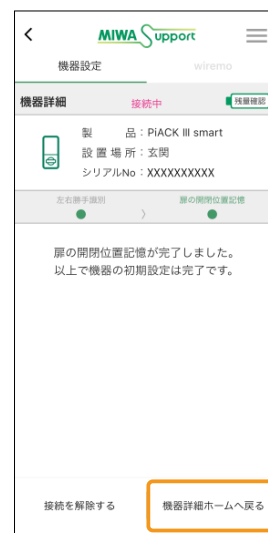 MIWA Support
機器設定 wiremo
機器詳細 接続中 残量確認
製　品：PiACK Ⅲ smart
設置場所：玄関
シリアルNo：XXXXXXXXXX
左右勝手識別 〉 扉の開閉位置記憶
扉の開閉位置記憶が完了しました。
以上で機器の初期設定は完了です。
接続を解除する 機器詳細ホームへ戻る